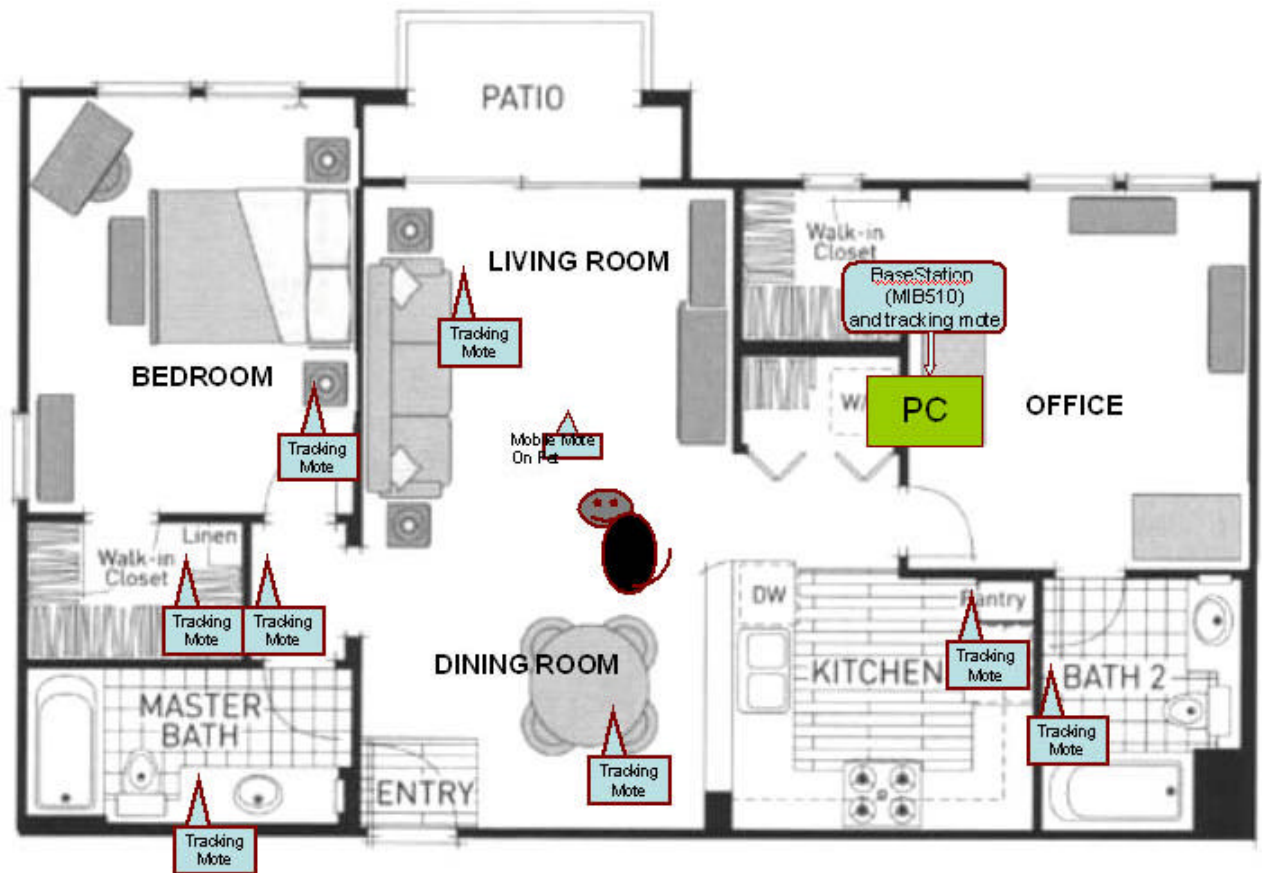 PATIO
LIVING ROOM
Walk-in
Closet
BaseStation
(MIB510)
and tracking mote
Tracking
Mote
BEDROOM
PC
OFFICE
Tracking
Mote
Mobile Mote
On Pet
Linen
Walk-in
Closet
Tracking
Mote
Tracking
Mote
DW
Pantry
DINING ROOM
KITCHEN
Tracking
Mote
BATH 2
MASTER
BATH
Tracking
Mote
Tracking
Mote
ENTRY
Tracking
Mote